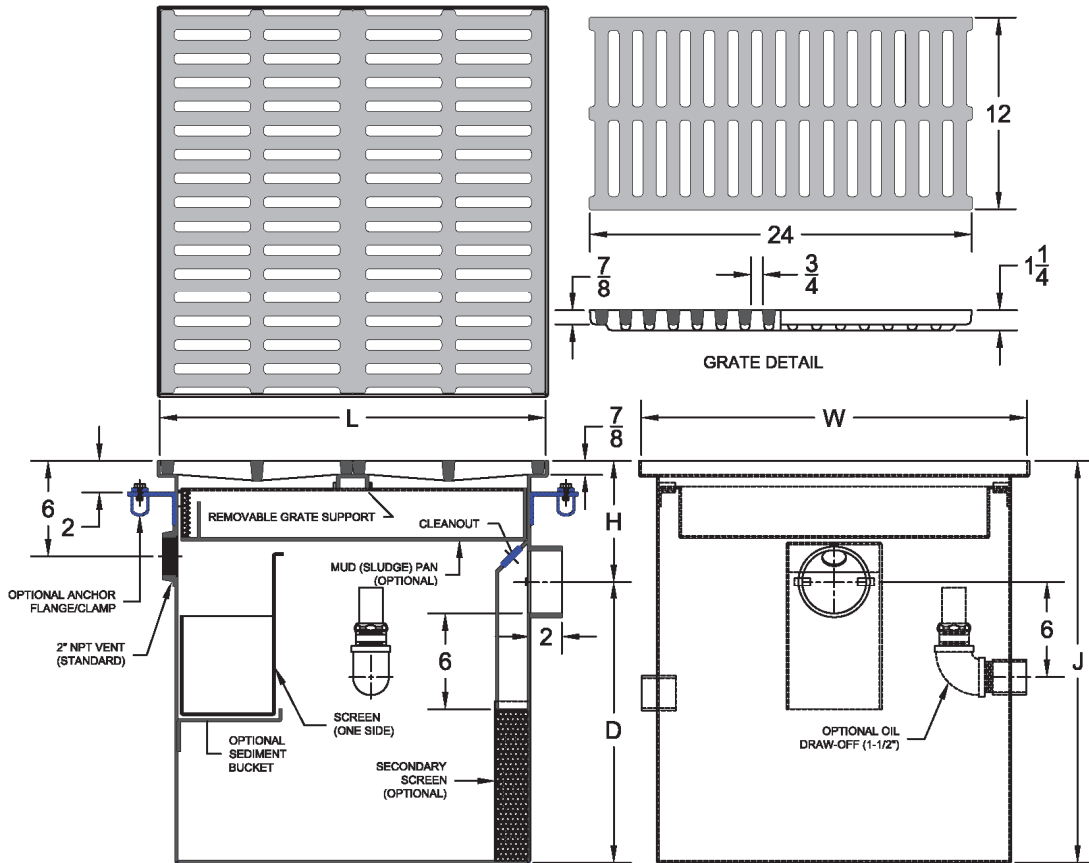 12
24
7
8
3
4
1 1
4
GRATE DETAIL
L
W
7
8
6
2
H
REMOVABLE GRATE SUPPORT
CLEANOUT
MUD (SLUDGE) PAN
(OPTIONAL)
OPTIONAL ANCHOR
FLANGE/CLAMP
2" NPT VENT
(STANDARD)
2
6
6
J
SCREEN
(ONE SIDE)
D
OPTIONAL OIL
DRAW-OFF (1-1/2")
OPTIONAL
SEDIMENT
BUCKET
SECONDARY
SCREEN
(OPTIONAL)